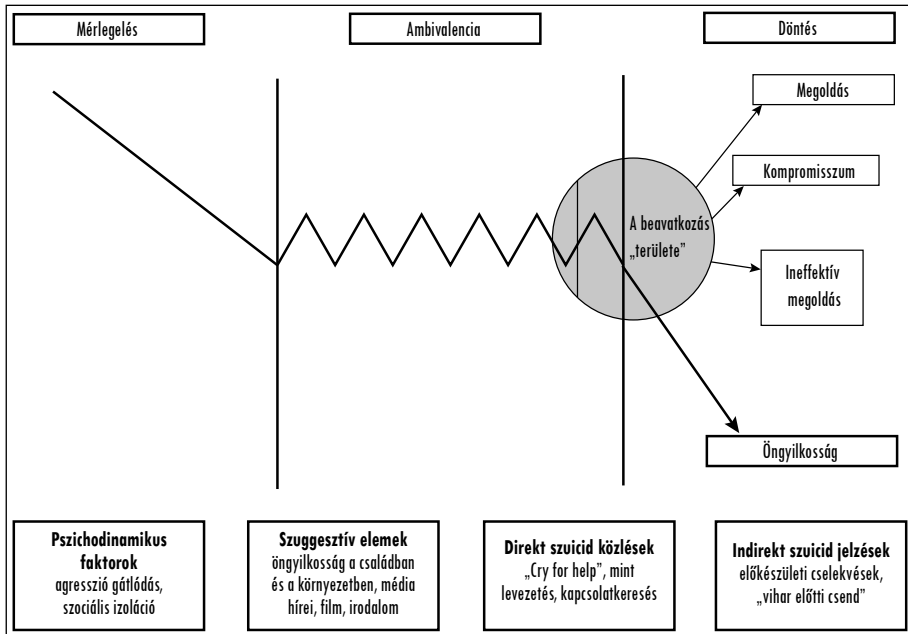 Mérlegelés
Ambivalencia
Döntés
Megoldás
Kompromisszum
A beavatkozás
„területe”
Ineffektív
megoldás
Öngyilkosság
Pszichodinamikus
faktorok
agresszió gátlódás,
szociális izoláció
Szuggesztív elemek
öngyilkosság a családban
és a környezetben, média
hírei, film, irodalom
Direkt szuicid közlések
„Cry for help”, mint
levezetés, kapcsolatkeresés
Indirekt szuicid jelzések
előkészületi cselekvések,
„vihar előtti csend”